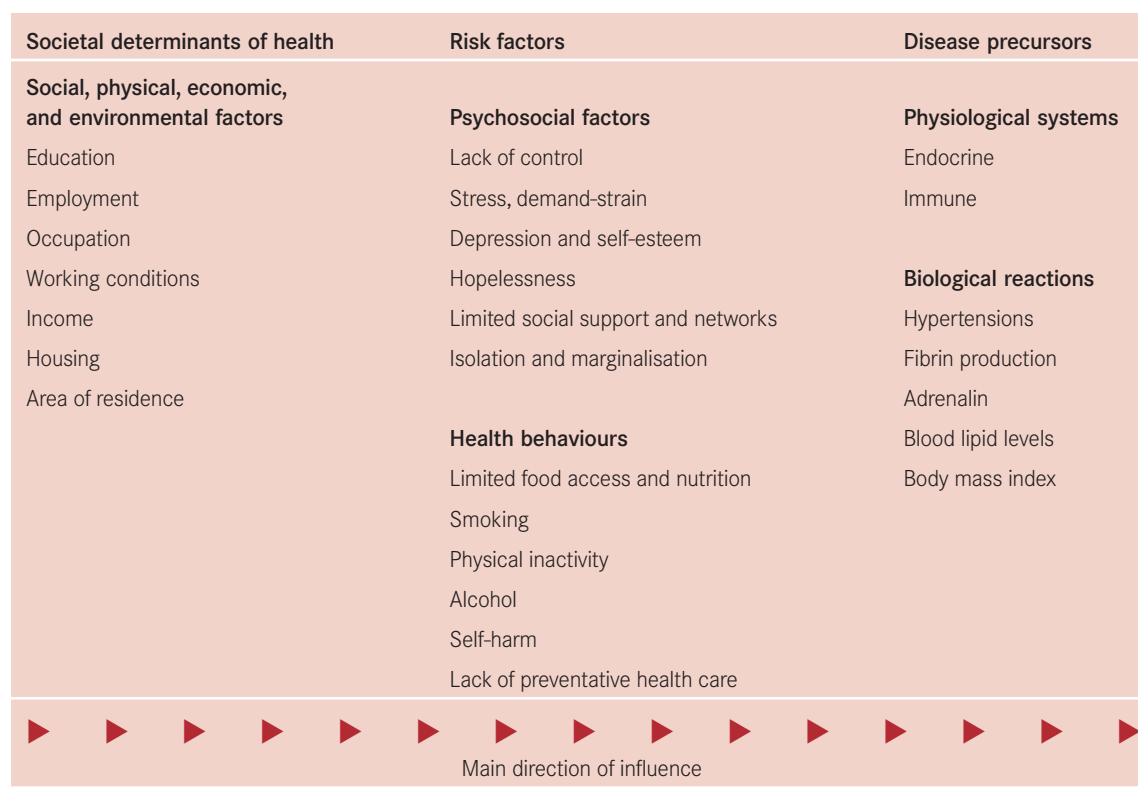 Societal determinants of health
Risk factors
Disease precursors
Social, physical, economic,
and environmental factors
Education
Employment
Occupation
Working conditions
Income
Housing
Area of residence
Psychosocial factors
Lack of control
Stress, demand-strain
Depression and self-esteem
Hopelessness
Limited social support and networks
Isolation and marginalisation
Health behaviours
Limited food access and nutrition
Smoking
Physical inactivity
Alcohol
Self-harm
Lack of preventative health care
Physiological systems
Endocrine
Immune
Biological reactions
Hypertensions
Fibrin production
Adrenalin
Blood lipid levels
Body mass index
Main direction of influence